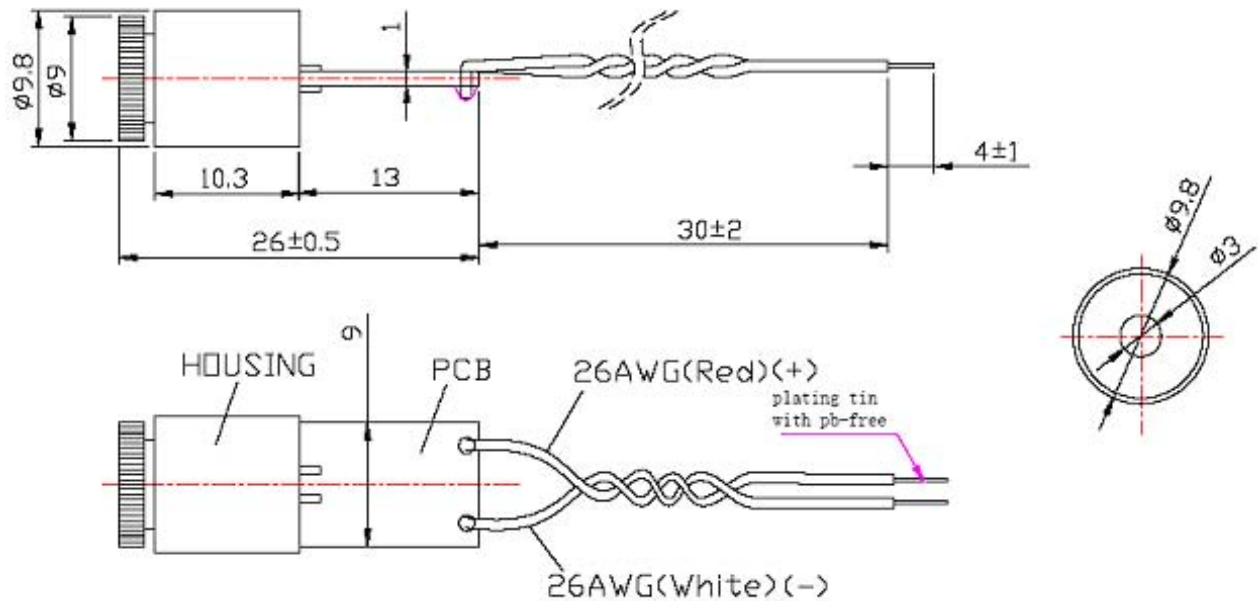 1
ø9.8
ø9
4±1
10.3
13
26±0.5
30±2
ø9.8
ø3
9
HOUSING
PCB
26AWG(Red)(+)
plating tin
with pb-free
26AWG(White)(-)